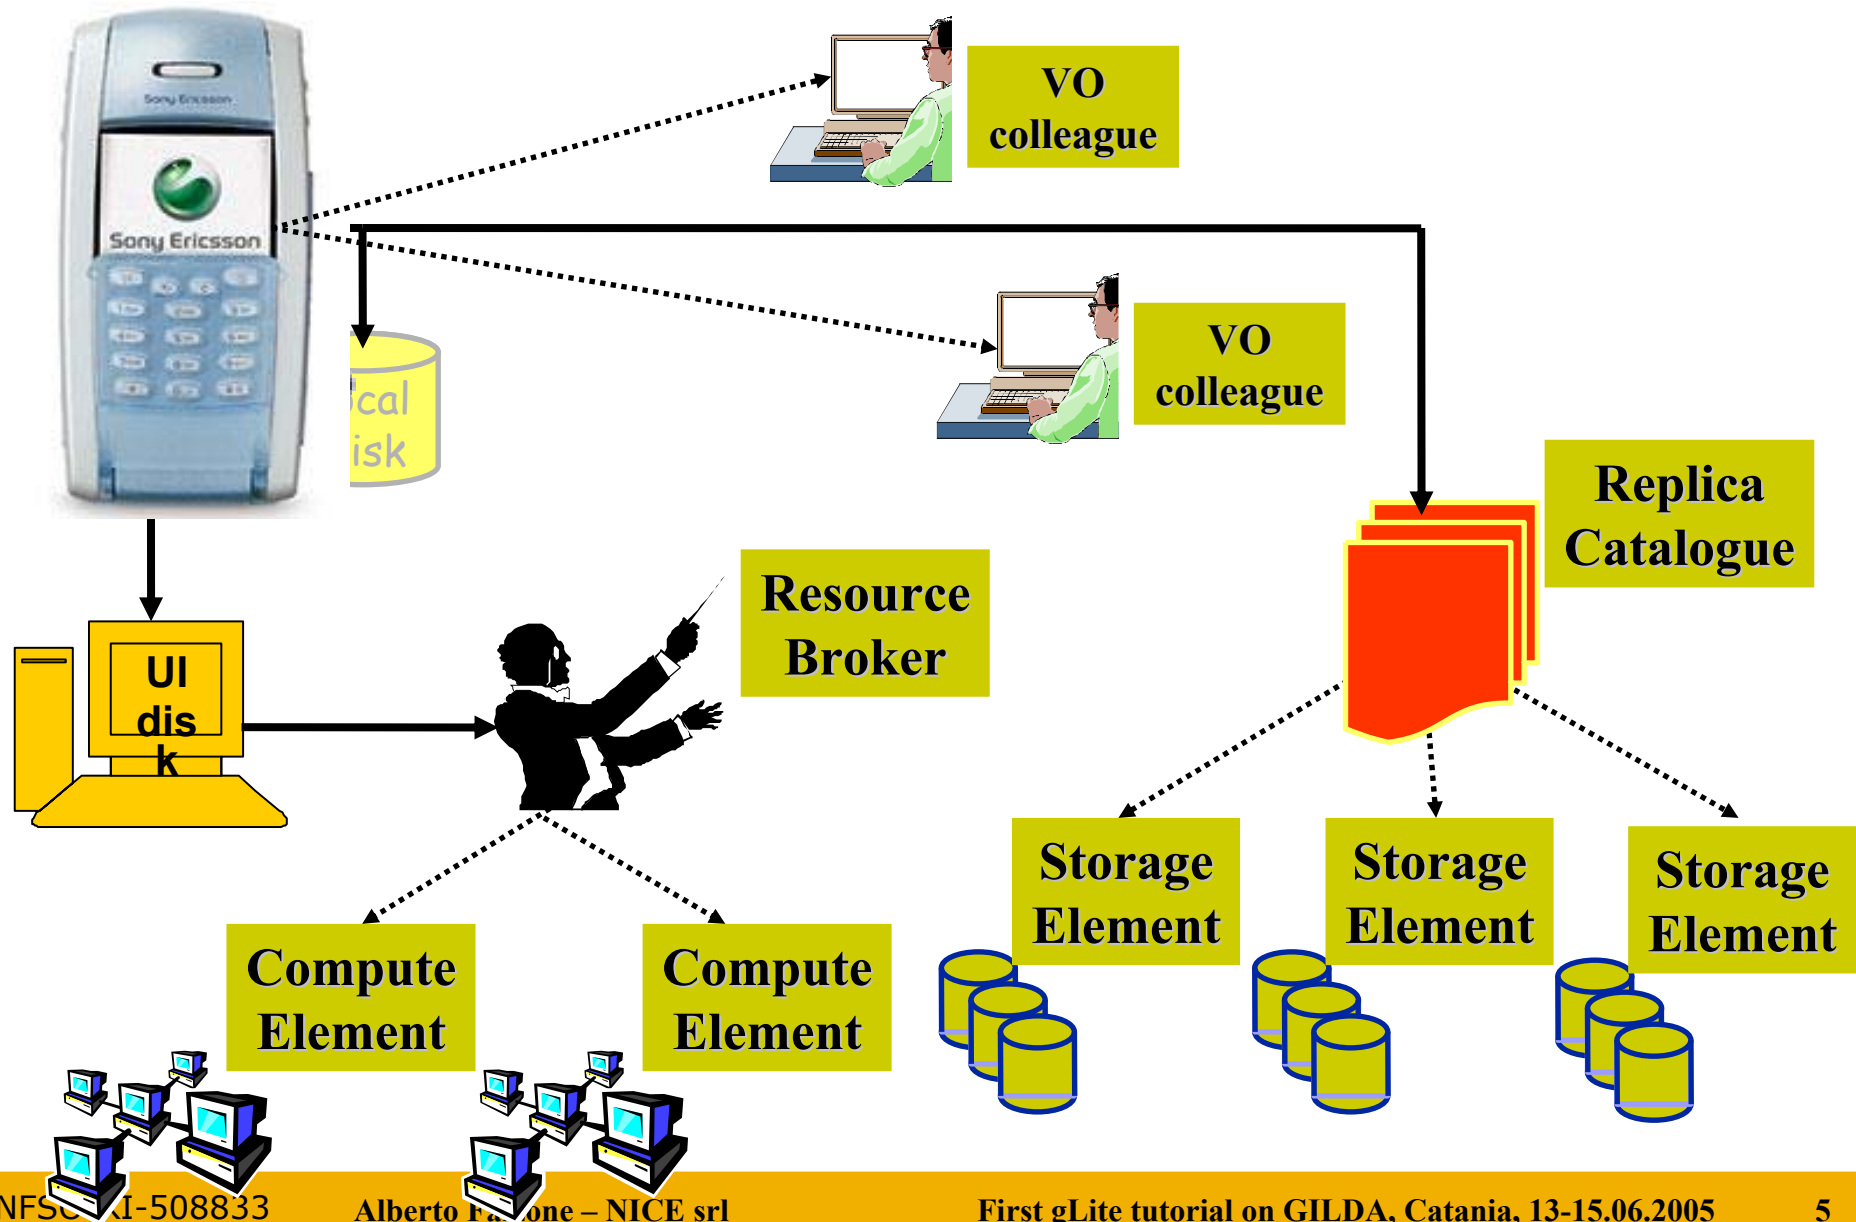 Sony Ericsson
Sony Ericsson
VO
colleague
VO
colleague
cal
isk
Replica
Catalogue
Resource
Broker
UI
dis
k
Storage
Element
Storage
Element
Storage
Element
Compute
Element
Compute
Element
-508833
Alberto
– NICE srl
First gLite tutorial on GILDA, Catania, 13-15.06.2005
5